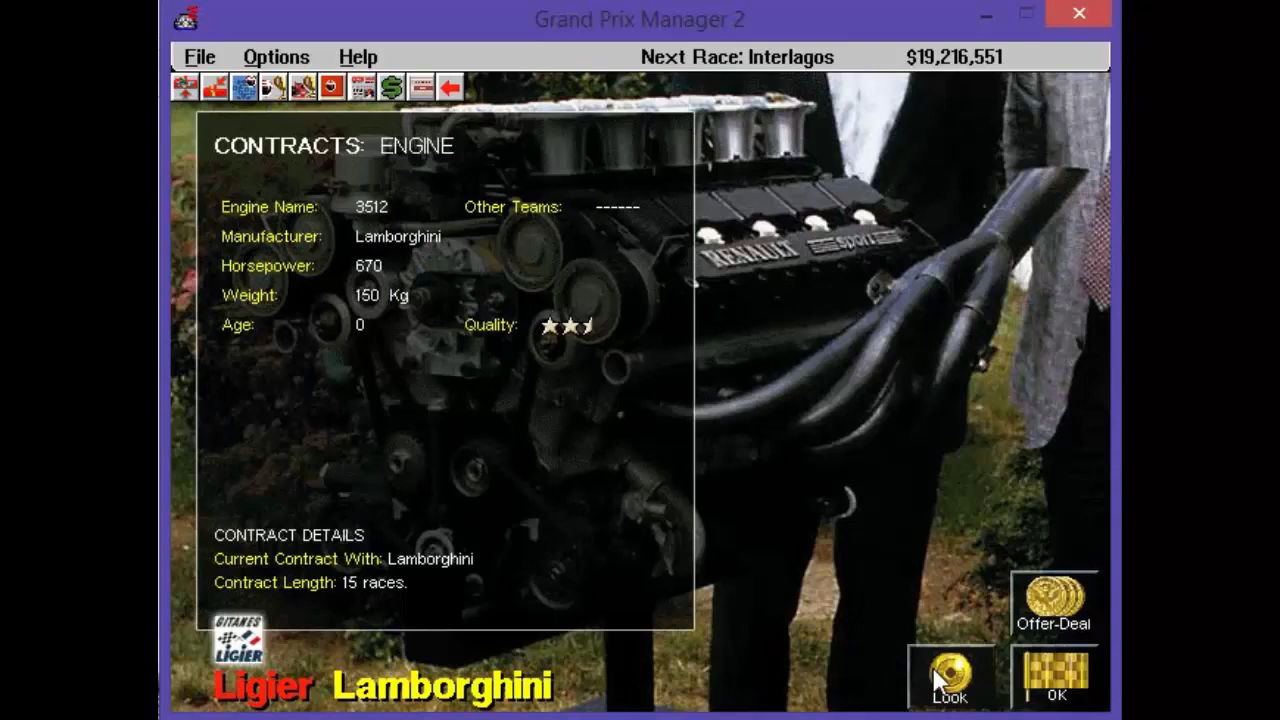 Grand Prix Manager 2
File Options Help Next Race: Interlagos $19,216,551
CONTRACTS: ENGINE
Engine Name: 3512 Other Teams: ------
Manufacturer: Lamborghini
Horsepower: 670
Weight: 150 Kg
Age: 0 Quality:
RENAULT sport
CONTRACT DETAILS
Current Contract With: Lamborghini
Contract Length: 15 races.
GITANES
LIGIER
Ligier Lamborghini
Offer-Deal
Look
OK